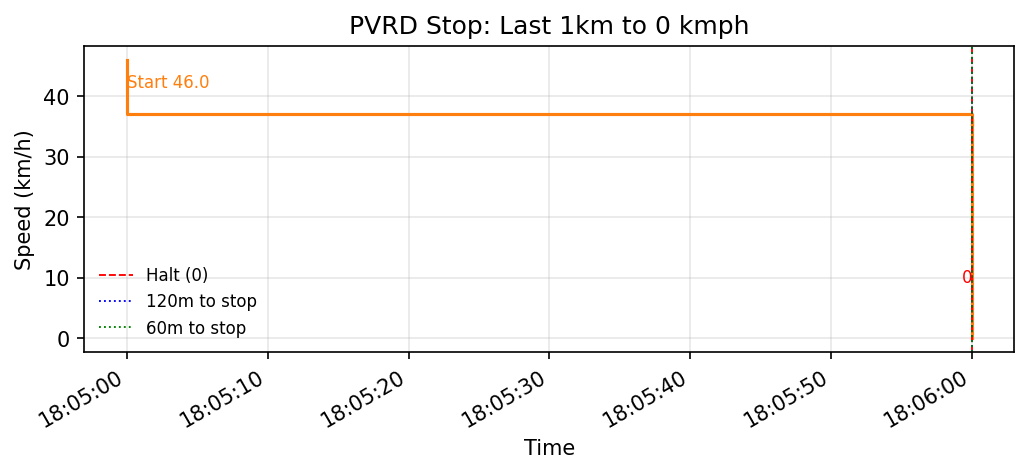 PVRD Stop: Last 1km to 0 kmph
Start 46.0
Speed (km/h)
40
30
20
10
0
0
Halt (0)
120m to stop
60m to stop
18:05:00
18:05:10
18:05:20
18:05:30
18:05:40
18:05:50
18:06:00
Time